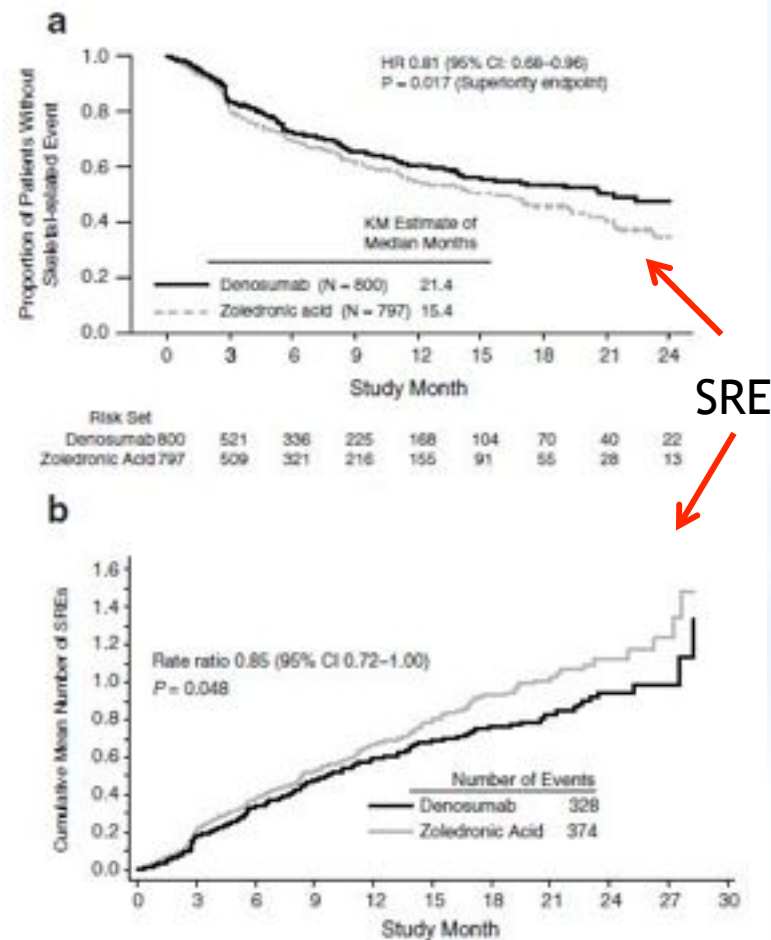 a
Proportion of Patients Without
Skeletal-related Event
1.0
0.8
0.6
0.4
0.2
0.0
HR 0.81 (95% CI: 0.68–0.96)
P = 0.017 (Superiority endpoint)
KM Estimate of
Median Months
Denosumab (N = 800) 21.4
Zoledronic acid (N = 797) 15.4
0 3 6 9 12 15 18 21 24
Study Month
SRE
Risk Set
Denosumab 800 521 336 225 168 104 70 40 22
Zoledronic Acid 797 509 321 216 155 91 55 28 13
b
Cumulative Mean Number of SREs
1.6
1.4
1.2
1.0
0.8
0.6
0.4
0.2
0.0
Rate ratio 0.85 (95% CI 0.72–1.00)
P = 0.048
Number of Events
Denosumab 328
Zoledronic Acid 374
0 3 6 9 12 15 18 21 24 27 30
Study Month